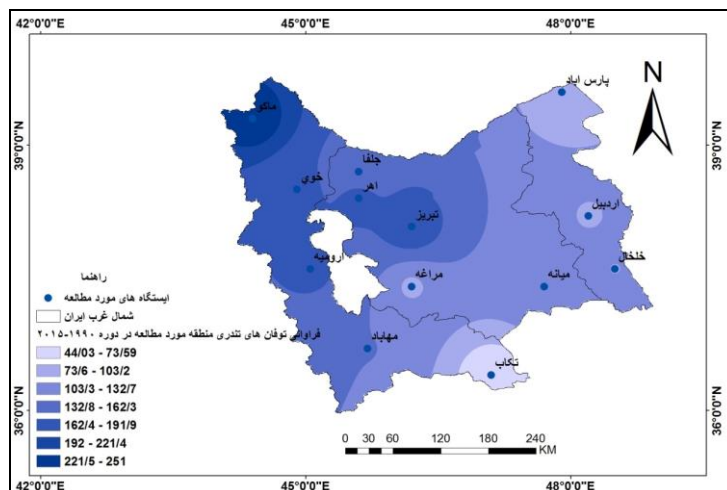 42°0'0"E
45°0'0"E
48°0'0"E
N
39°0'0"N
39°0'0"N
36°0'0"N
36°0'0"N
پارس اباد
ماکو
جلفا
خوی
اهر
اردبیل
تبریز
ارومیه
خلخال
مراغه
میانه
مهاباد
تکاب
راهنما
ایستگاه های مورد مطالعه
شمال غرب ایران
فراوانی توفان های تندری منطقه مورد مطالعه در دوره ۱۹۹۰-۲۰۱۵
44/03 - 73/59
73/6 - 103/2
103/3 - 132/7
132/8 - 162/3
162/4 - 191/9
192 - 221/4
221/5 - 251
0 15 30 60 120 180 240
KM
42°0'0"E
45°0'0"E
48°0'0"E